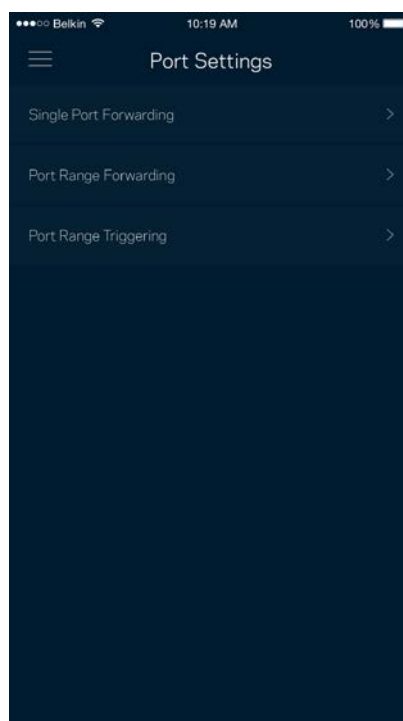 Belkin 10:19 AM 100%
Port Settings
Single Port Forwarding
Port Range Forwarding
Port Range Triggering